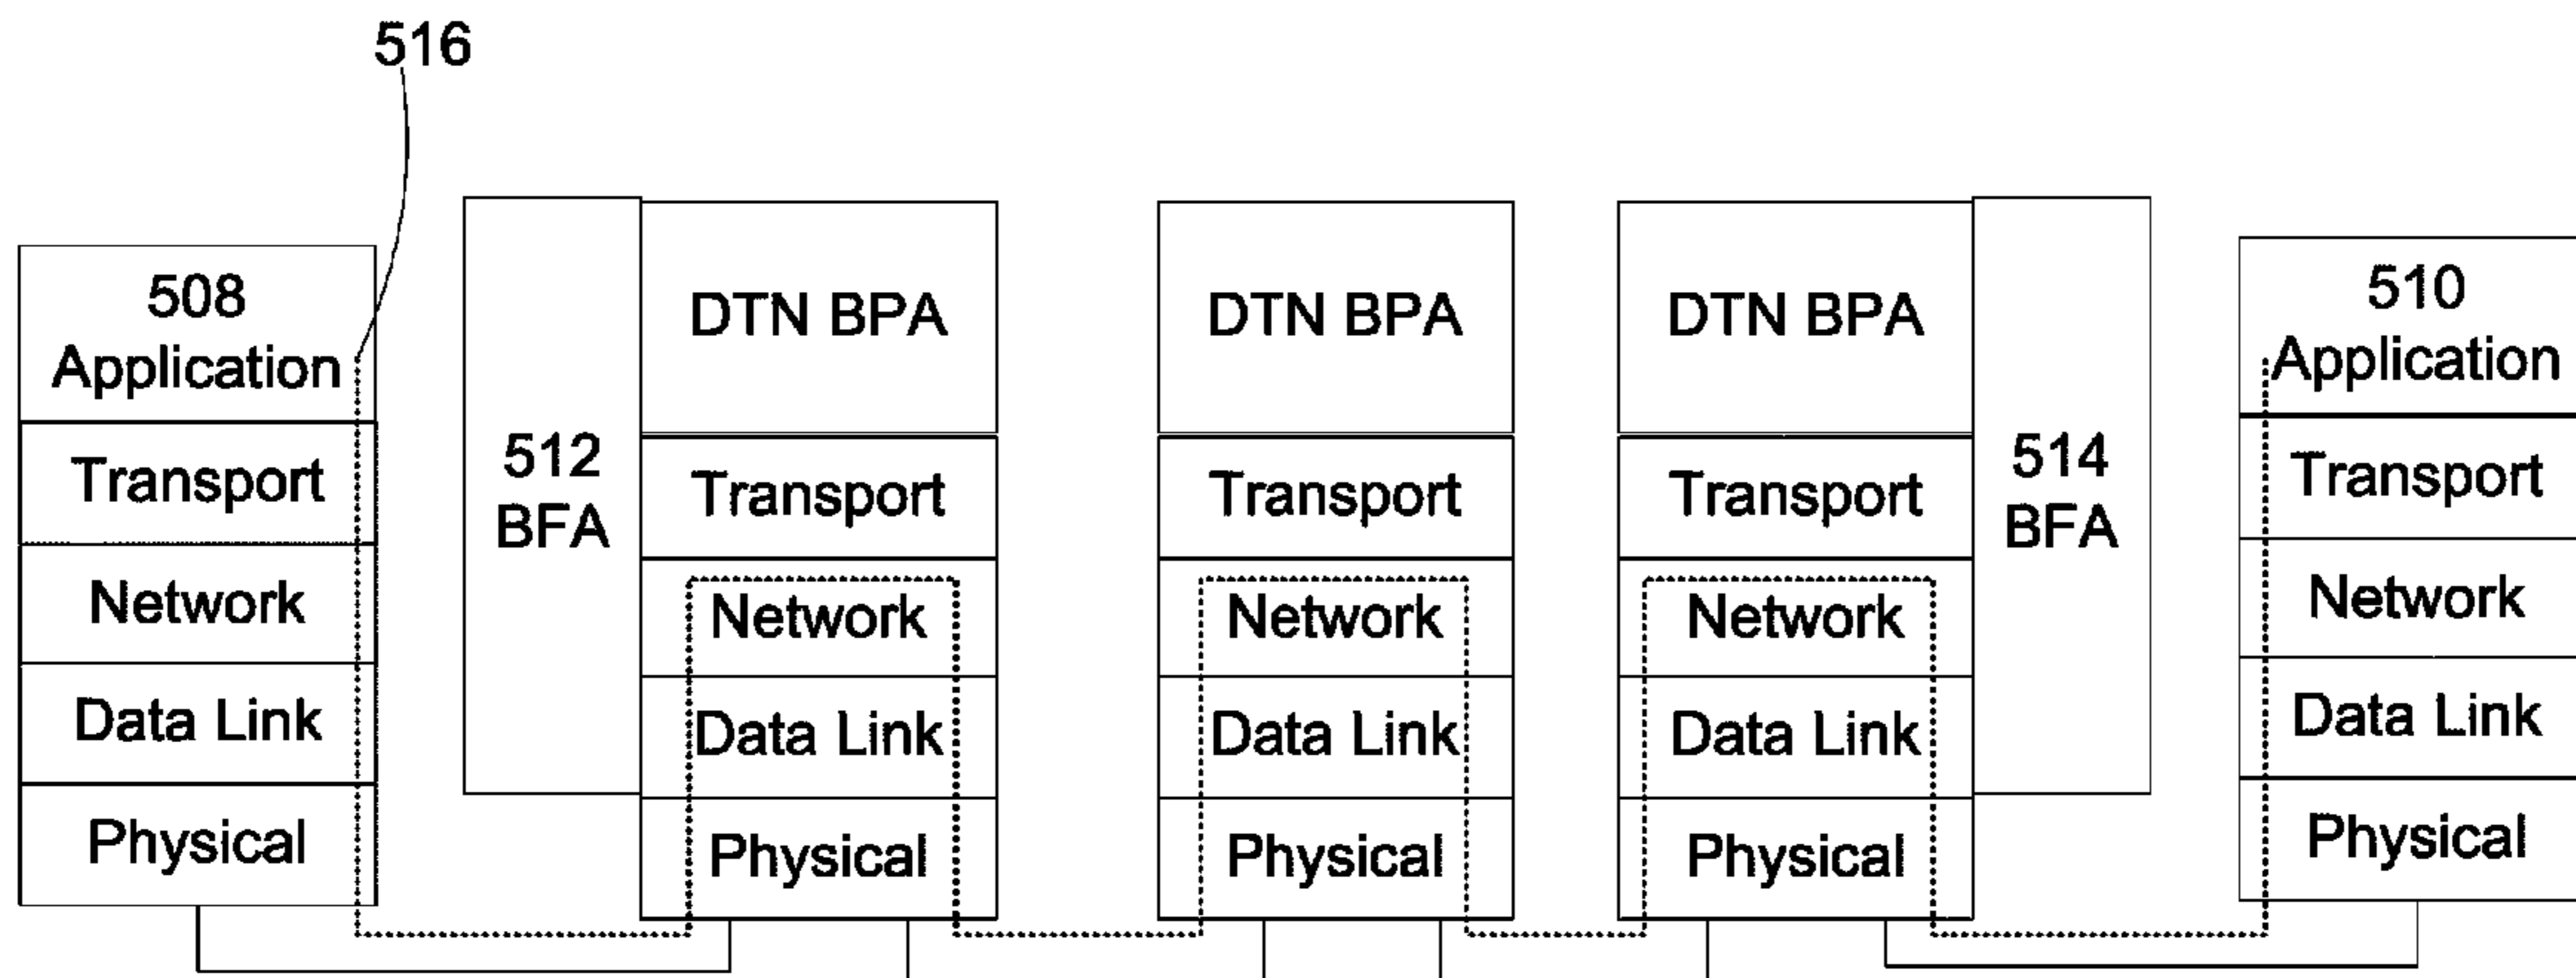 516
508
Application
Transport
Network
Data Link
Physical
512
BFA
DTN BPA
Transport
Network
Data Link
Physical
DTN BPA
Transport
Network
Data Link
Physical
DTN BPA
Transport
Network
Data Link
Physical
514
BFA
510
Application
Transport
Network
Data Link
Physical